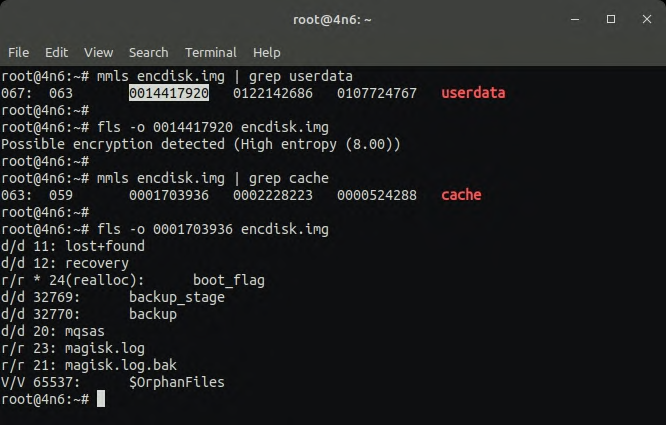 root@4n6: ~
File Edit View Search Terminal Help
root@4n6:~# mmls encdisk.img | grep userdata
067: 063 0014417920 0122142686 0107724767 userdata
root@4n6:~#
root@4n6:~# fls -o 0014417920 encdisk.img
Possible encryption detected (High entropy (8.00))
root@4n6:~#
root@4n6:~# mmls encdisk.img | grep cache
063: 059 0001703936 0002228223 0000524288 cache
root@4n6:~#
root@4n6:~# fls -o 0001703936 encdisk.img
d/d 11: lost+found
d/d 12: recovery
r/r * 24(realloc): boot_flag
d/d 32769: backup_stage
d/d 32770: backup
d/d 20: mqsas
r/r 23: magisk.log
r/r 21: magisk.log.bak
V/V 65537: $OrphanFiles
root@4n6:~#